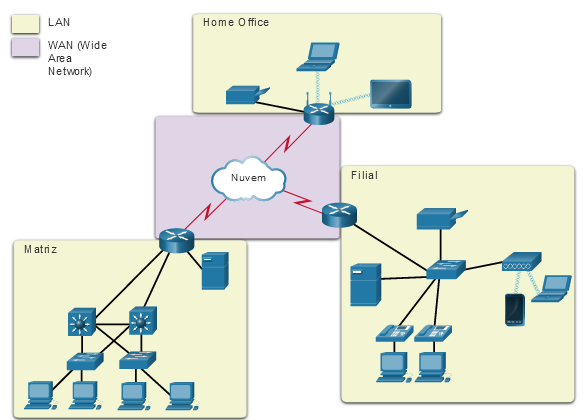 LAN
WAN (Wide
Area
Network)
Home Office
Nuvem
Filial
Matriz